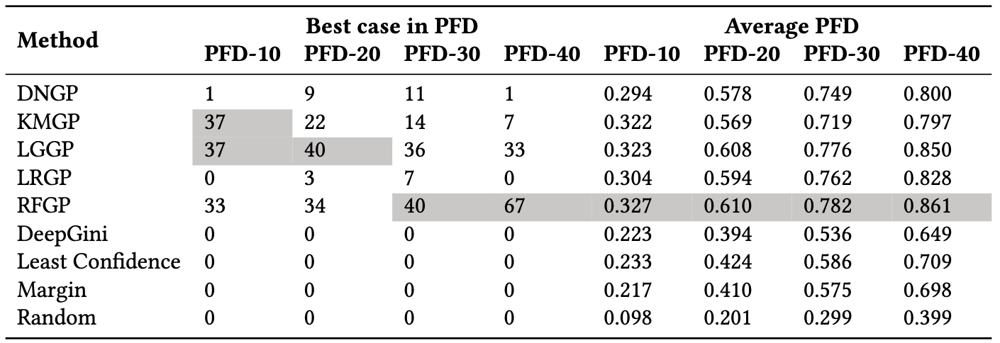 Method Best case in PFD Average PFD
PFD-10 PFD-20 PFD-30 PFD-40 PFD-10 PFD-20 PFD-30 PFD-40
DNGP 1 9 11 1 0.294 0.578 0.749 0.800
KMGP 37 22 14 7 0.322 0.569 0.719 0.797
LGGP 37 40 36 33 0.323 0.608 0.776 0.850
LRGP 0 3 7 0 0.304 0.594 0.762 0.828
RFGP 33 34 40 67 0.327 0.610 0.782 0.861
DeepGini 0 0 0 0 0.223 0.394 0.536 0.649
Least Confidence 0 0 0 0 0.233 0.424 0.586 0.709
Margin 0 0 0 0 0.217 0.410 0.575 0.698
Random 0 0 0 0 0.098 0.201 0.299 0.399